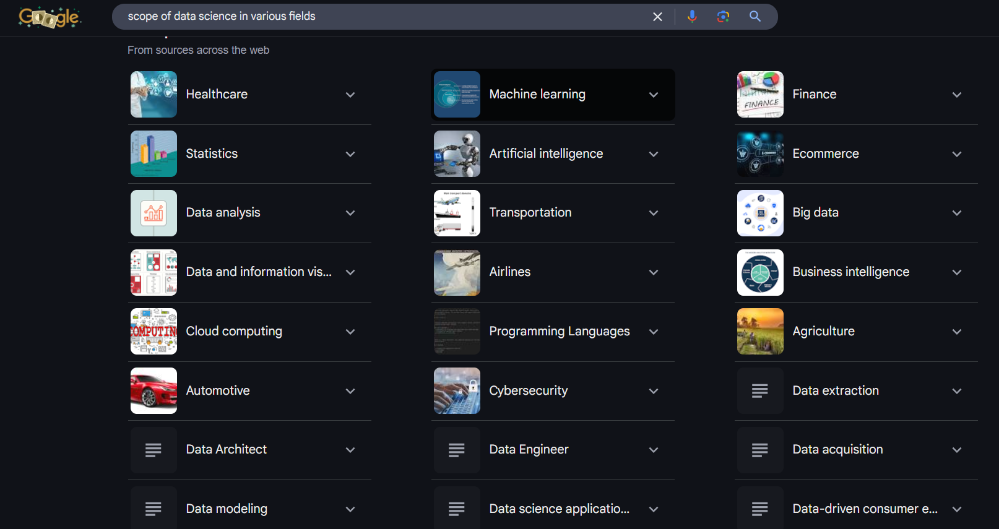 Google
scope of data science in various fields
From sources across the web
Healthcare
Machine learning
FINANCE
Finance
Statistics
Artificial intelligence
Ecommerce
Data analysis
Transportation
Big data
Data and information vis...
Airlines
Business intelligence
COMPUTING
Cloud computing
Programming Languages
Agriculture
Automotive
Cybersecurity
Data extraction
Data Architect
Data Engineer
Data acquisition
Data modeling
Data science applicatio...
Data-driven consumer e...